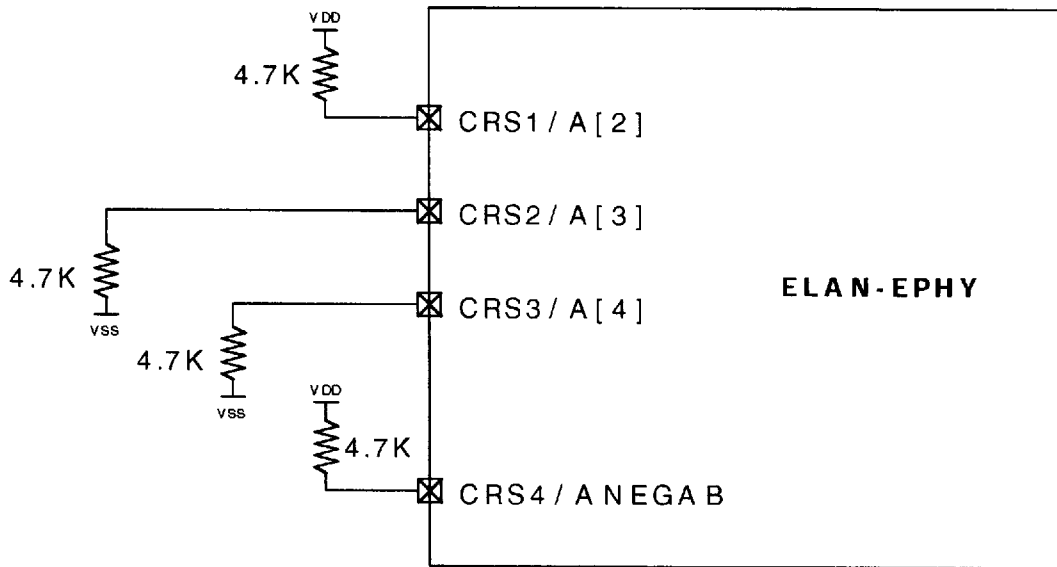 VDD
4.7K
CRS1/A[2]
CRS2/A[3]
4.7K
VSS
CRS3/A[4]
ELAN-EPHY
4.7K
VSS
VDD
4.7K
CRS4/ANEGAB